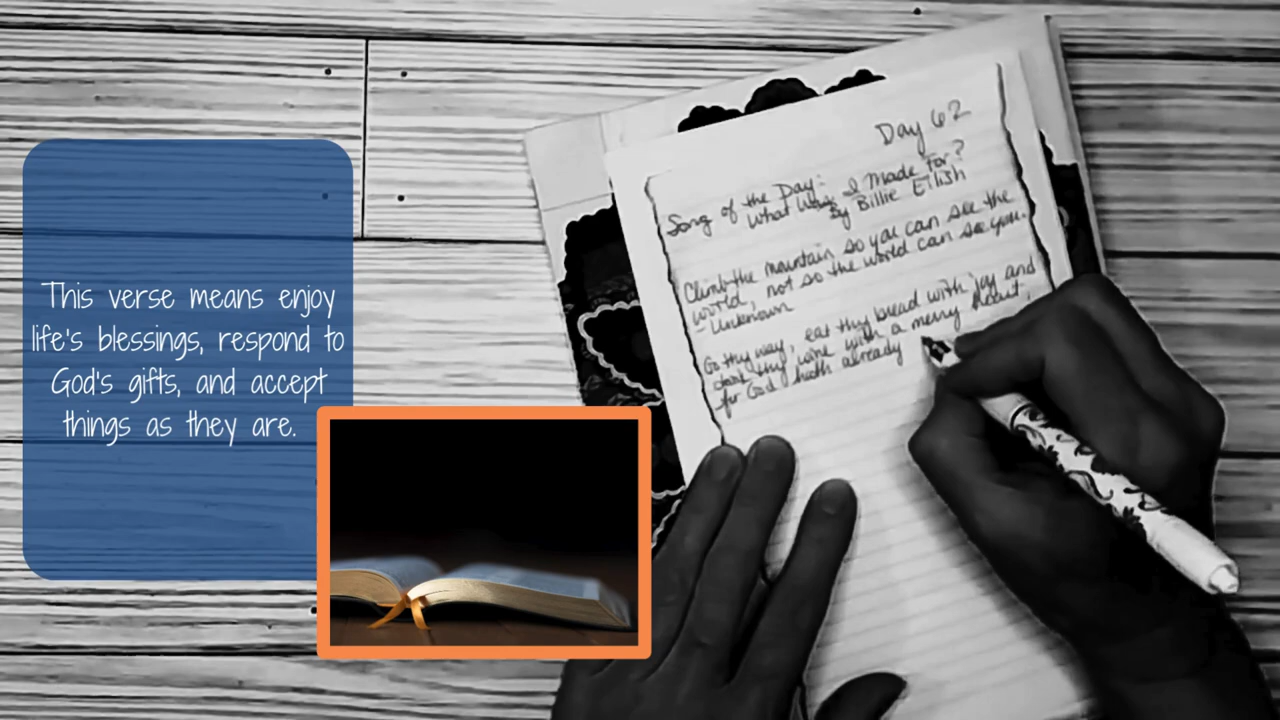 This verse means enjoy
life's blessings, respond to
God's gifts, and accept
things as they are.
Day 62
Song of the Day:
What Was I Made For?
By Billie Eilish
Climb the mountain so you can see the
world, not so the world can see you.
- Unknown
Go thy way, eat thy bread with joy and
drink thy wine with a merry heart,
for God hath already